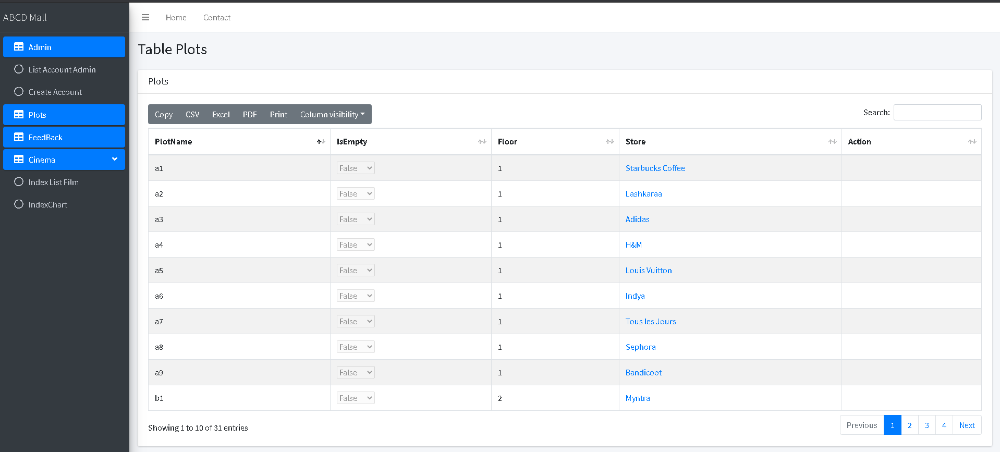 ABCD Mall
Home Contact
Admin
List Account Admin
Create Account
Plots
FeedBack
Cinema
Index List Film
IndexChart
Table Plots
Plots
Copy CSV Excel PDF Print Column visibility
Search:
PlotName IsEmpty Floor Store Action
a1 False 1 Starbucks Coffee
a2 False 1 Lashkaraa
a3 False 1 Adidas
a4 False 1 H&M
a5 False 1 Louis Vuitton
a6 False 1 Indya
a7 False 1 Tous les Jours
a8 False 1 Sephora
a9 False 1 Bandicoot
b1 False 2 Myntra
Showing 1 to 10 of 31 entries
Previous 1 2 3 4 Next